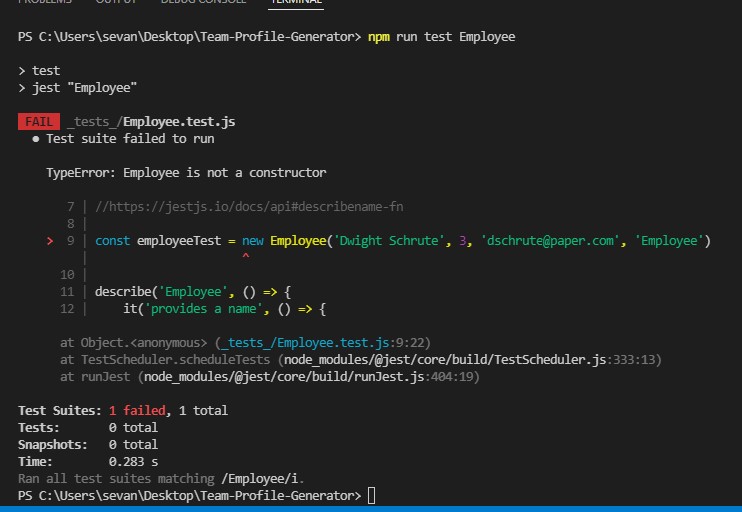 PROBLEMS OUTPUT DEBUG CONSOLE TERMINAL
PS C:\Users\sevan\Desktop\Team-Profile-Generator> npm run test Employee
> test
> jest "Employee"
FAIL _tests_/Employee.test.js
● Test suite failed to run
TypeError: Employee is not a constructor
7 | //https://jestjs.io/docs/api#describename-fn
8 |
> 9 | const employeeTest = new Employee('Dwight Schrute', 3, 'dschrute@paper.com', 'Employee')
| ^
10 |
11 | describe('Employee', () => {
12 | it('provides a name', () => {
at Object.<anonymous> (_tests_/Employee.test.js:9:22)
at TestScheduler.scheduleTests (node_modules/@jest/core/build/TestScheduler.js:333:13)
at runJest (node_modules/@jest/core/build/runJest.js:404:19)
Test Suites: 1 failed, 1 total
Tests: 0 total
Snapshots: 0 total
Time: 0.283 s
Ran all test suites matching /Employee/i.
PS C:\Users\sevan\Desktop\Team-Profile-Generator>